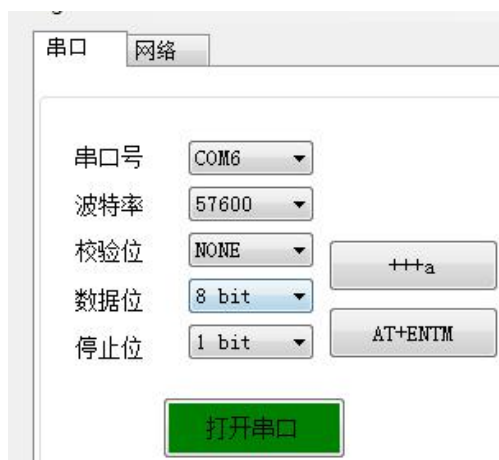 串口 网络
串口号 COM6
波特率 57600
校验位 NONE
+++a
数据位 8 bit
停止位 1 bit
AT+ENTM
打开串口